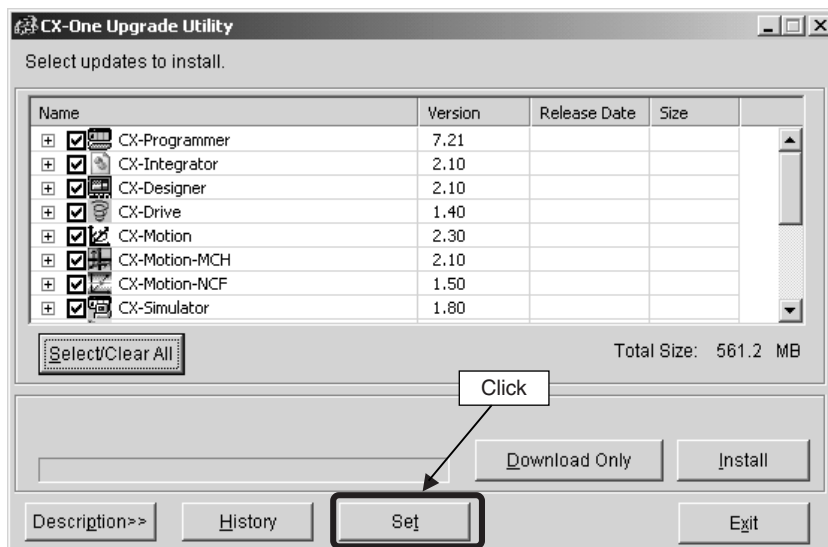 CX-One Upgrade Utility
Select updates to install.
Name Version Release Date Size
CX-Programmer 7.21
CX-Integrator 2.10
CX-Designer 2.10
CX-Drive 1.40
CX-Motion 2.30
CX-Motion-MCH 2.10
CX-Motion-NCF 1.50
CX-Simulator 1.80
Select/Clear All Total Size: 561.2 MB
Click
Download Only Install
Description>> History Set Exit